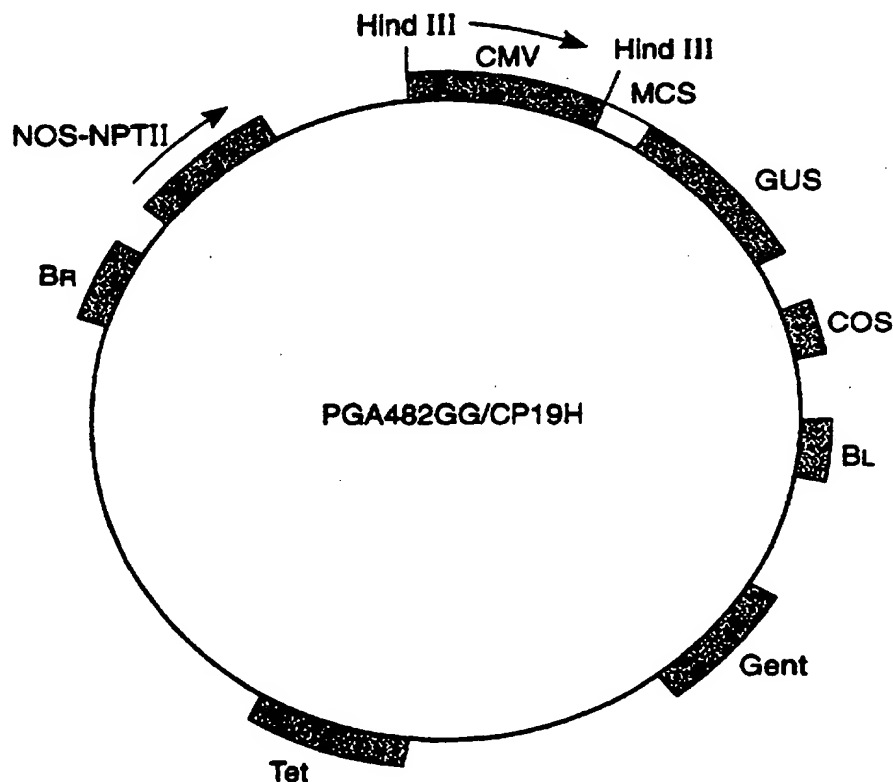 Hind III
CMV
Hind III
MCS
NOS-NPTII
GUS
BR
COS
PGA482GG/CP19H
BL
Gent
Tet